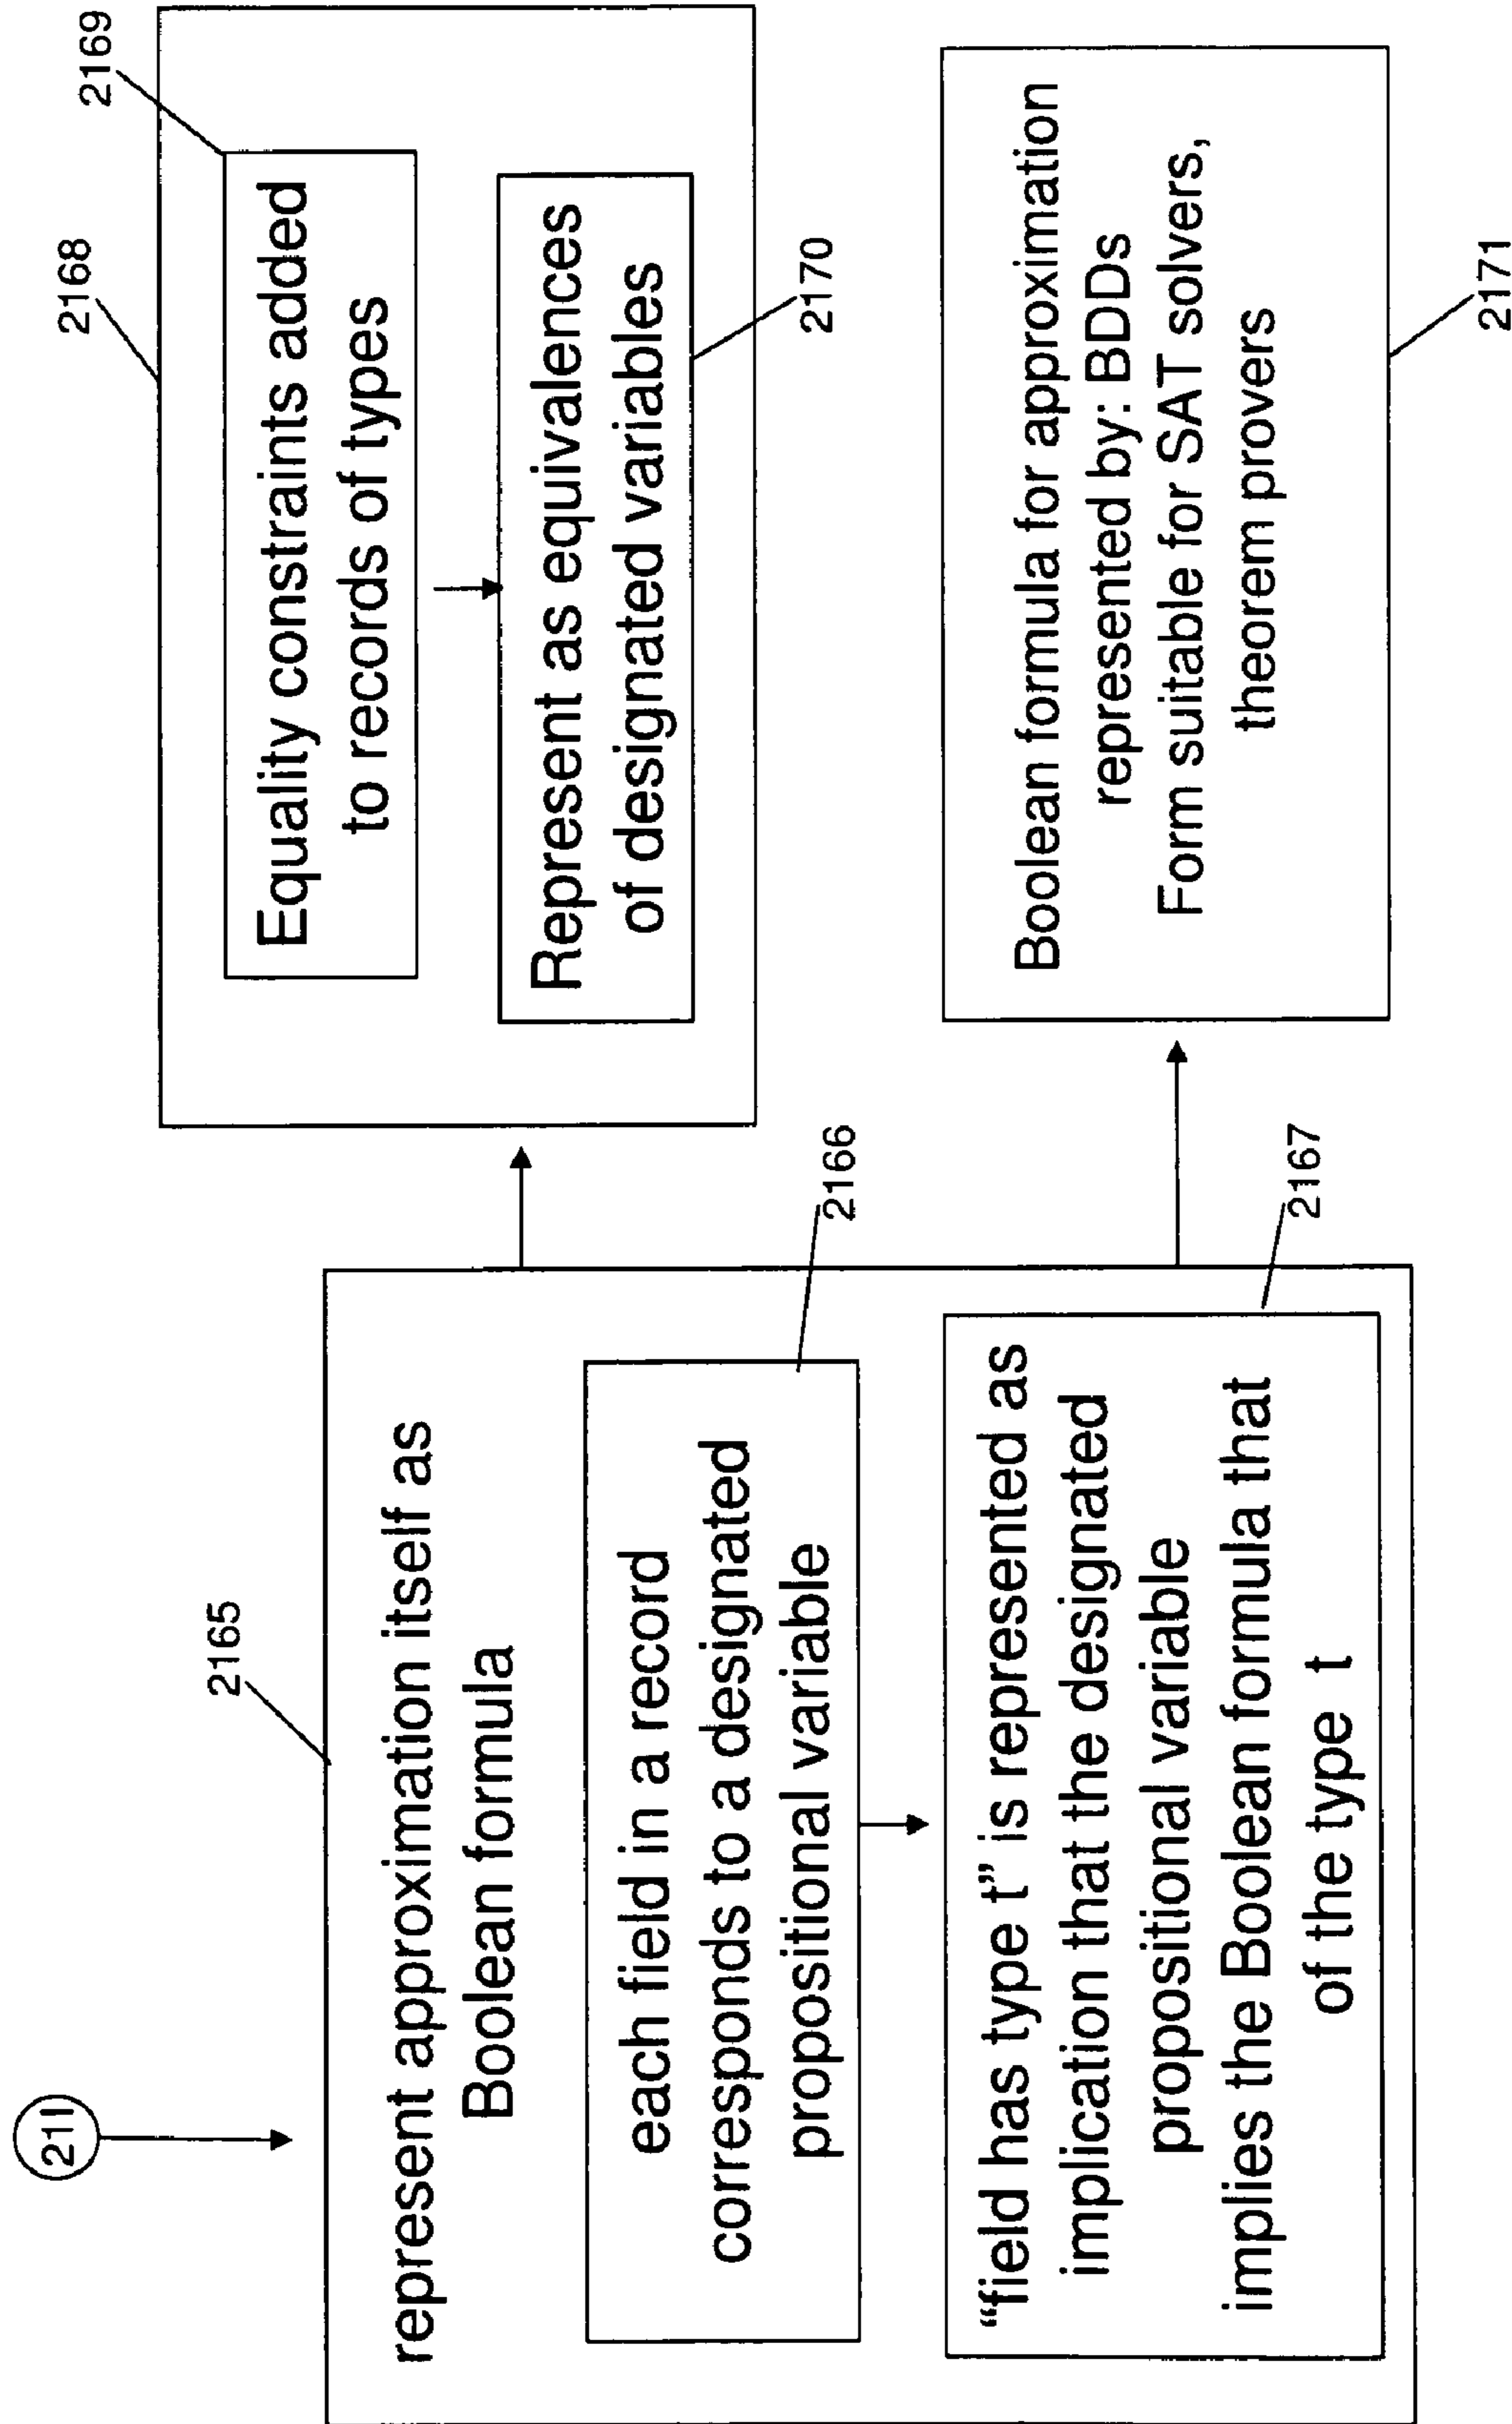 211
2165
represent approximation itself as
Boolean formula
each field in a record
corresponds to a designated
propositional variable
2166
“field has type t” is represented as
implication that the designated
propositional variable
implies the Boolean formula that
of the type t
2167
2168
2169
Equality constraints added
to records of types
Represent as equivalences
of designated variables
2170
Boolean formula for approximation
represented by: BDDs
Form suitable for SAT solvers,
theorem provers
2171